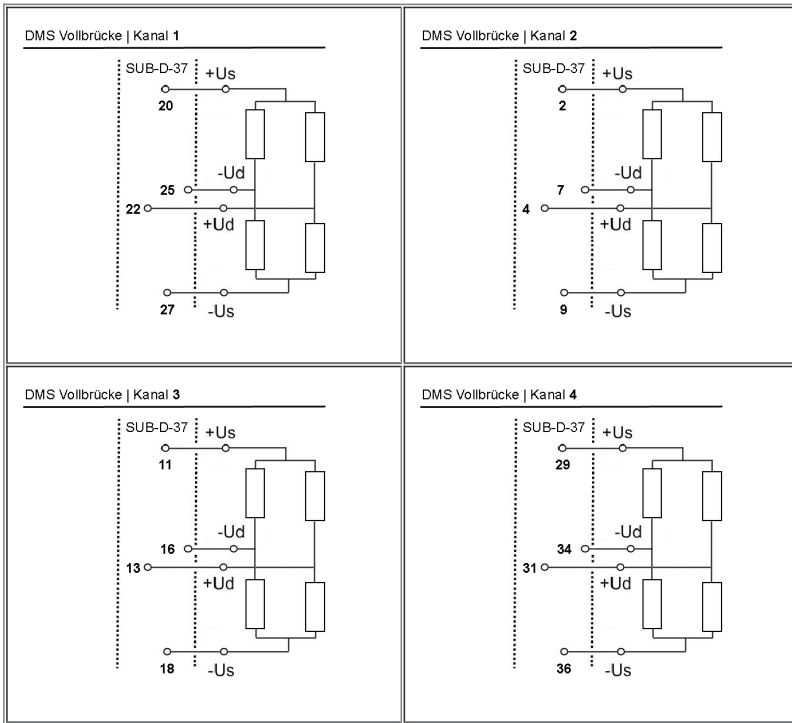 DMS Vollbrücke | Kanal 1
SUB-D-37
+Us
20
-Ud
25
22
+Ud
27
-Us
DMS Vollbrücke | Kanal 2
SUB-D-37
+Us
2
-Ud
7
4
+Ud
9
-Us
DMS Vollbrücke | Kanal 3
SUB-D-37
+Us
11
-Ud
16
13
+Ud
18
-Us
DMS Vollbrücke | Kanal 4
SUB-D-37
+Us
29
-Ud
34
31
+Ud
36
-Us